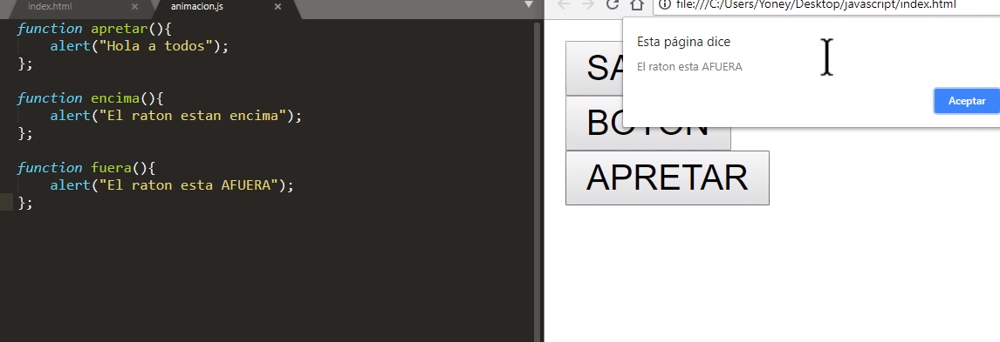 index.html × animacion.js ×
function apretar(){
alert("Hola a todos");
};
function encima(){
alert("El raton estan encima");
};
function fuera(){
alert("El raton esta AFUERA");
};
file:///C:/Users/Yoney/Desktop/javascript/index.html
Esta página dice
El raton esta AFUERA
Aceptar
SA
BOTON
APRETAR